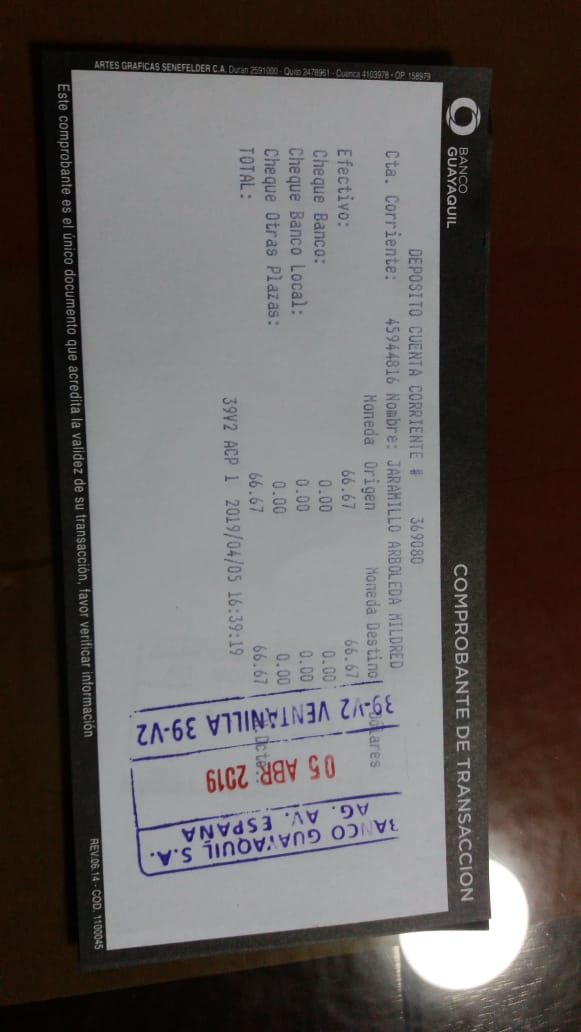 BANCO
GUAYAQUIL
COMPROBANTE DE TRANSACCION
DEPOSITO CUENTA CORRIENTE # 369080
Cta. Corriente: 45944816 Nombre: JARAMILLO ARBOLEDA MILDRED
Moneda Origen Moneda Destino Dólares
Efectivo: 66.67 66.67
Cheque Banco: 0.00 0.00
Cheque Banco Local: 0.00 0.00
Cheque Otras Plazas: 0.00 0.00
TOTAL: 66.67 66.67 Dcto:
39V2 ACP 1 2019/04/05 16:39:19
BANCO GUAYAQUIL S.A.
AG. AV. ESPAÑA
05 ABR 2019
39-V2 VENTANILLA 39-V2
Este comprobante es el único documento que acredita la validez de su transacción, favor verificar información
REV.06.14 - COD. 1100045
ARTES GRAFICAS SENEFELDER C.A.